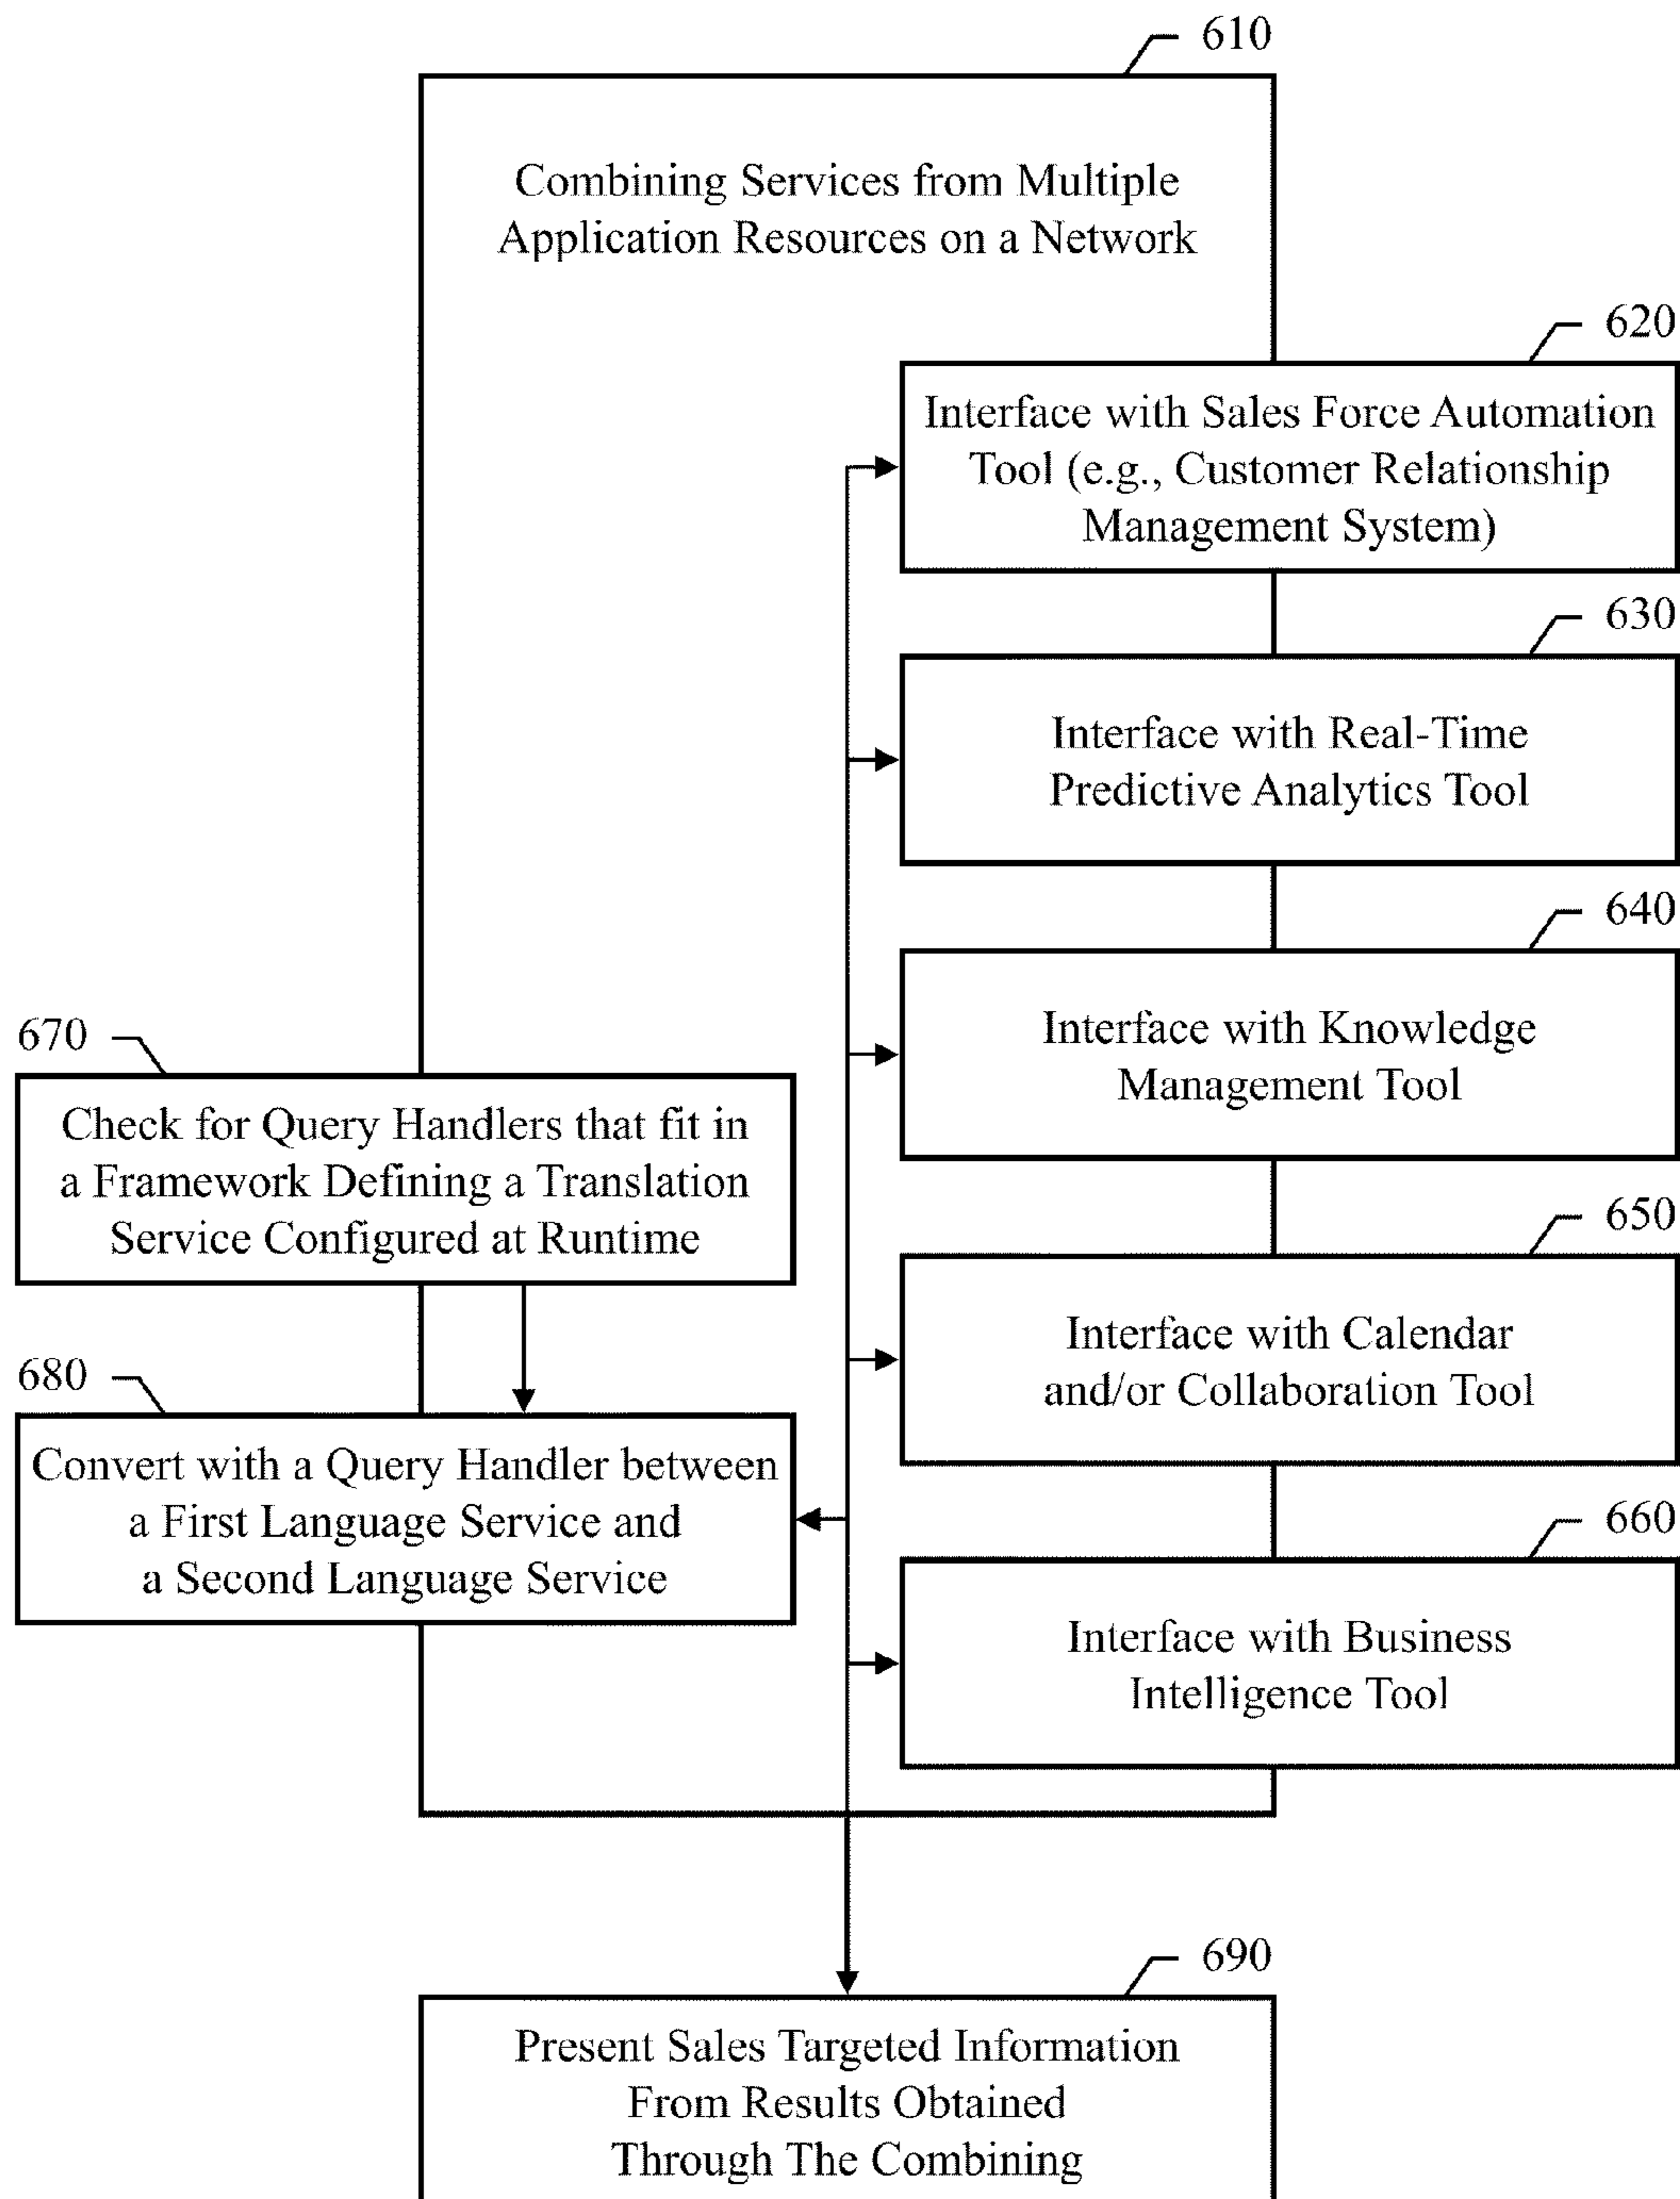 610
Combining Services from Multiple
Application Resources on a Network
620
Interface with Sales Force Automation
Tool (e.g., Customer Relationship
Management System)
630
Interface with Real-Time
Predictive Analytics Tool
640
Interface with Knowledge
Management Tool
670
Check for Query Handlers that fit in
a Framework Defining a Translation
Service Configured at Runtime
650
Interface with Calendar
and/or Collaboration Tool
680
Convert with a Query Handler between
a First Language Service and
a Second Language Service
660
Interface with Business
Intelligence Tool
690
Present Sales Targeted Information
From Results Obtained
Through The Combining